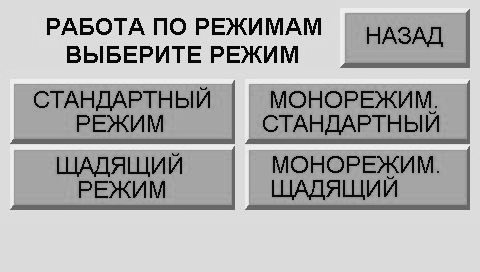 РАБОТА ПО РЕЖИМАМ
ВЫБЕРИТЕ РЕЖИМ
НАЗАД
СТАНДАРТНЫЙ
РЕЖИМ
МОНОРЕЖИМ.
СТАНДАРТНЫЙ
ЩАДЯЩИЙ
РЕЖИМ
МОНОРЕЖИМ.
ЩАДЯЩИЙ